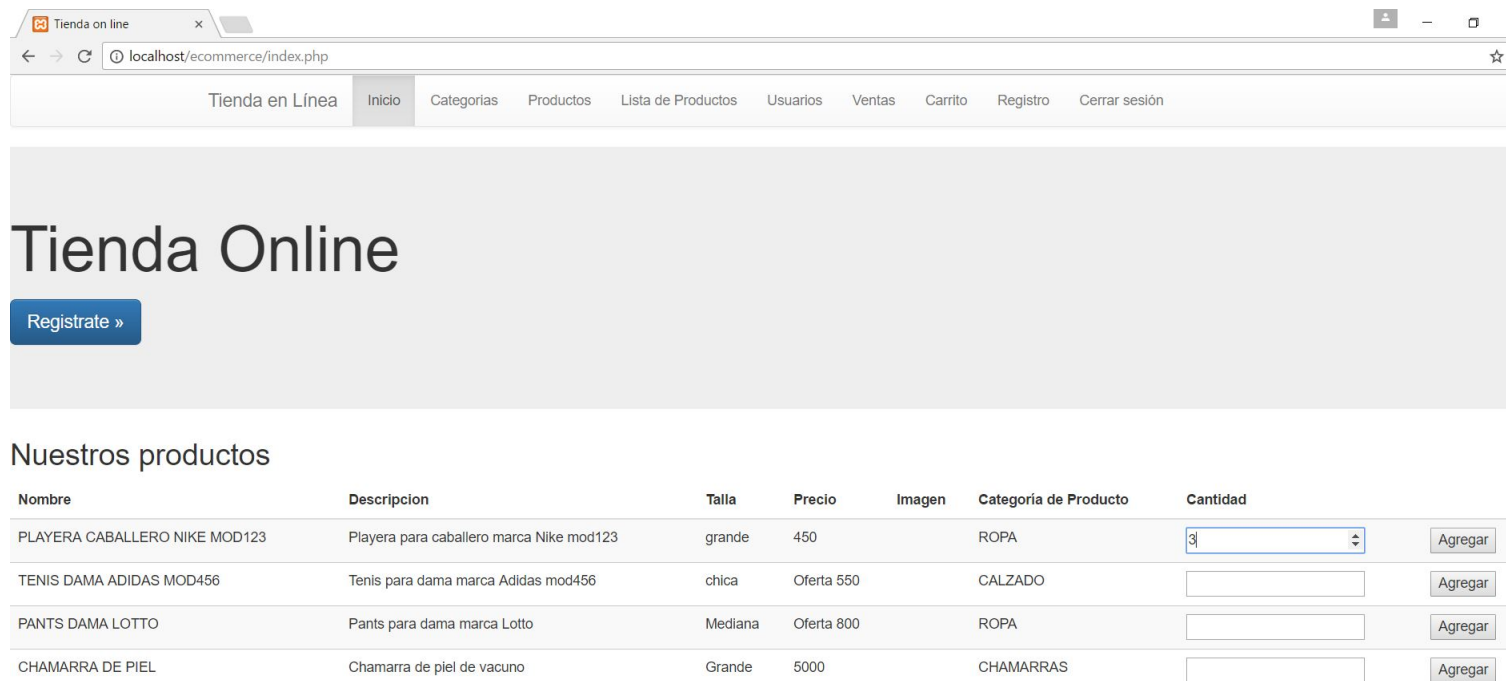 Tienda on line
localhost/ecommerce/index.php
Tienda en Línea Inicio Categorias Productos Lista de Productos Usuarios Ventas Carrito Registro Cerrar sesión
Tienda Online
Registrate »
Nuestros productos
Nombre Descripcion Talla Precio Imagen Categoría de Producto Cantidad
PLAYERA CABALLERO NIKE MOD123 Playera para caballero marca Nike mod123 grande 450 ROPA 3 Agregar
TENIS DAMA ADIDAS MOD456 Tenis para dama marca Adidas mod456 chica Oferta 550 CALZADO Agregar
PANTS DAMA LOTTO Pants para dama marca Lotto Mediana Oferta 800 ROPA Agregar
CHAMARRA DE PIEL Chamarra de piel de vacuno Grande 5000 CHAMARRAS Agregar